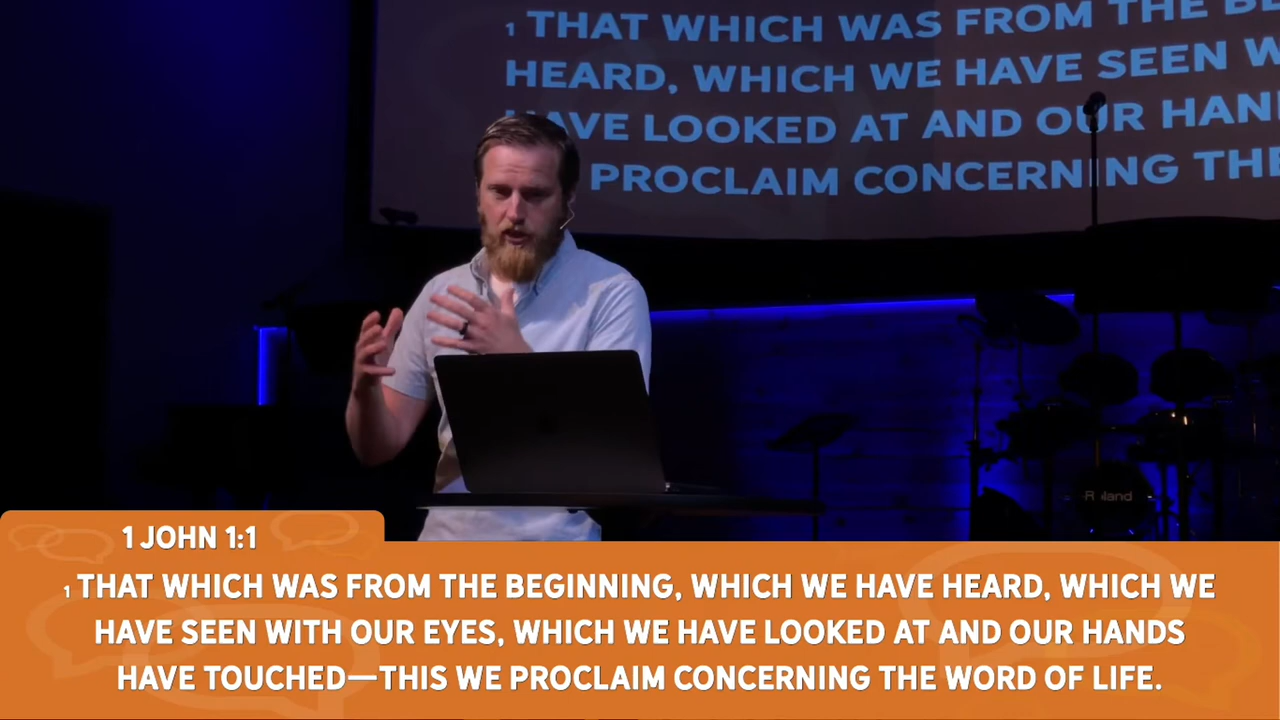 1 THAT WHICH WAS FROM THE
HEARD, WHICH WE HAVE SEEN
HAVE LOOKED AT AND OUR
PROCLAIM CONCERNING
Roland
1 JOHN 1:1
1 THAT WHICH WAS FROM THE BEGINNING, WHICH WE HAVE HEARD, WHICH WE
HAVE SEEN WITH OUR EYES, WHICH WE HAVE LOOKED AT AND OUR HANDS
HAVE TOUCHED—THIS WE PROCLAIM CONCERNING THE WORD OF LIFE.